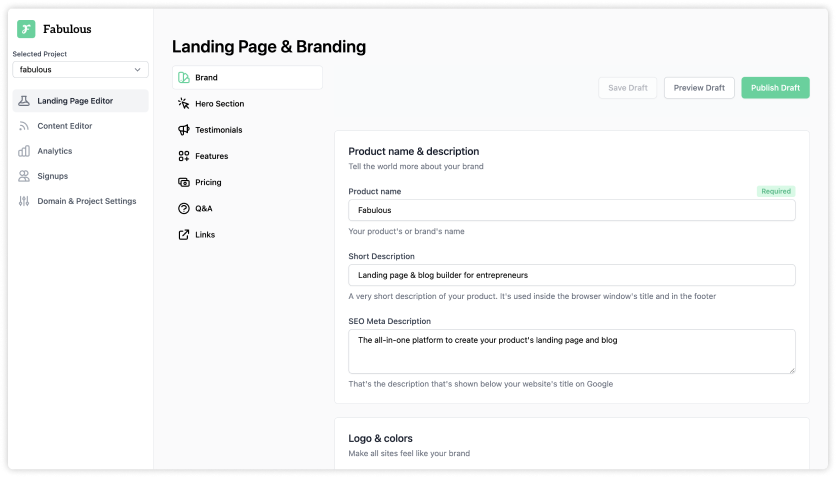 Fabulous
Selected Project
fabulous
Landing Page Editor
Content Editor
Analytics
Signups
Domain & Project Settings
Landing Page & Branding
Brand
Hero Section
Testimonials
Features
Pricing
Q&A
Links
Save Draft
Preview Draft
Publish Draft
Product name & description
Tell the world more about your brand
Product name
Required
Fabulous
Your product's or brand's name
Short Description
Landing page & blog builder for entrepreneurs
A very short description of your product. It's used inside the browser window's title and in the footer
SEO Meta Description
The all-in-one platform to create your product's landing page and blog
That's the description that's shown below your website's title on Google
Logo & colors
Make all sites feel like your brand